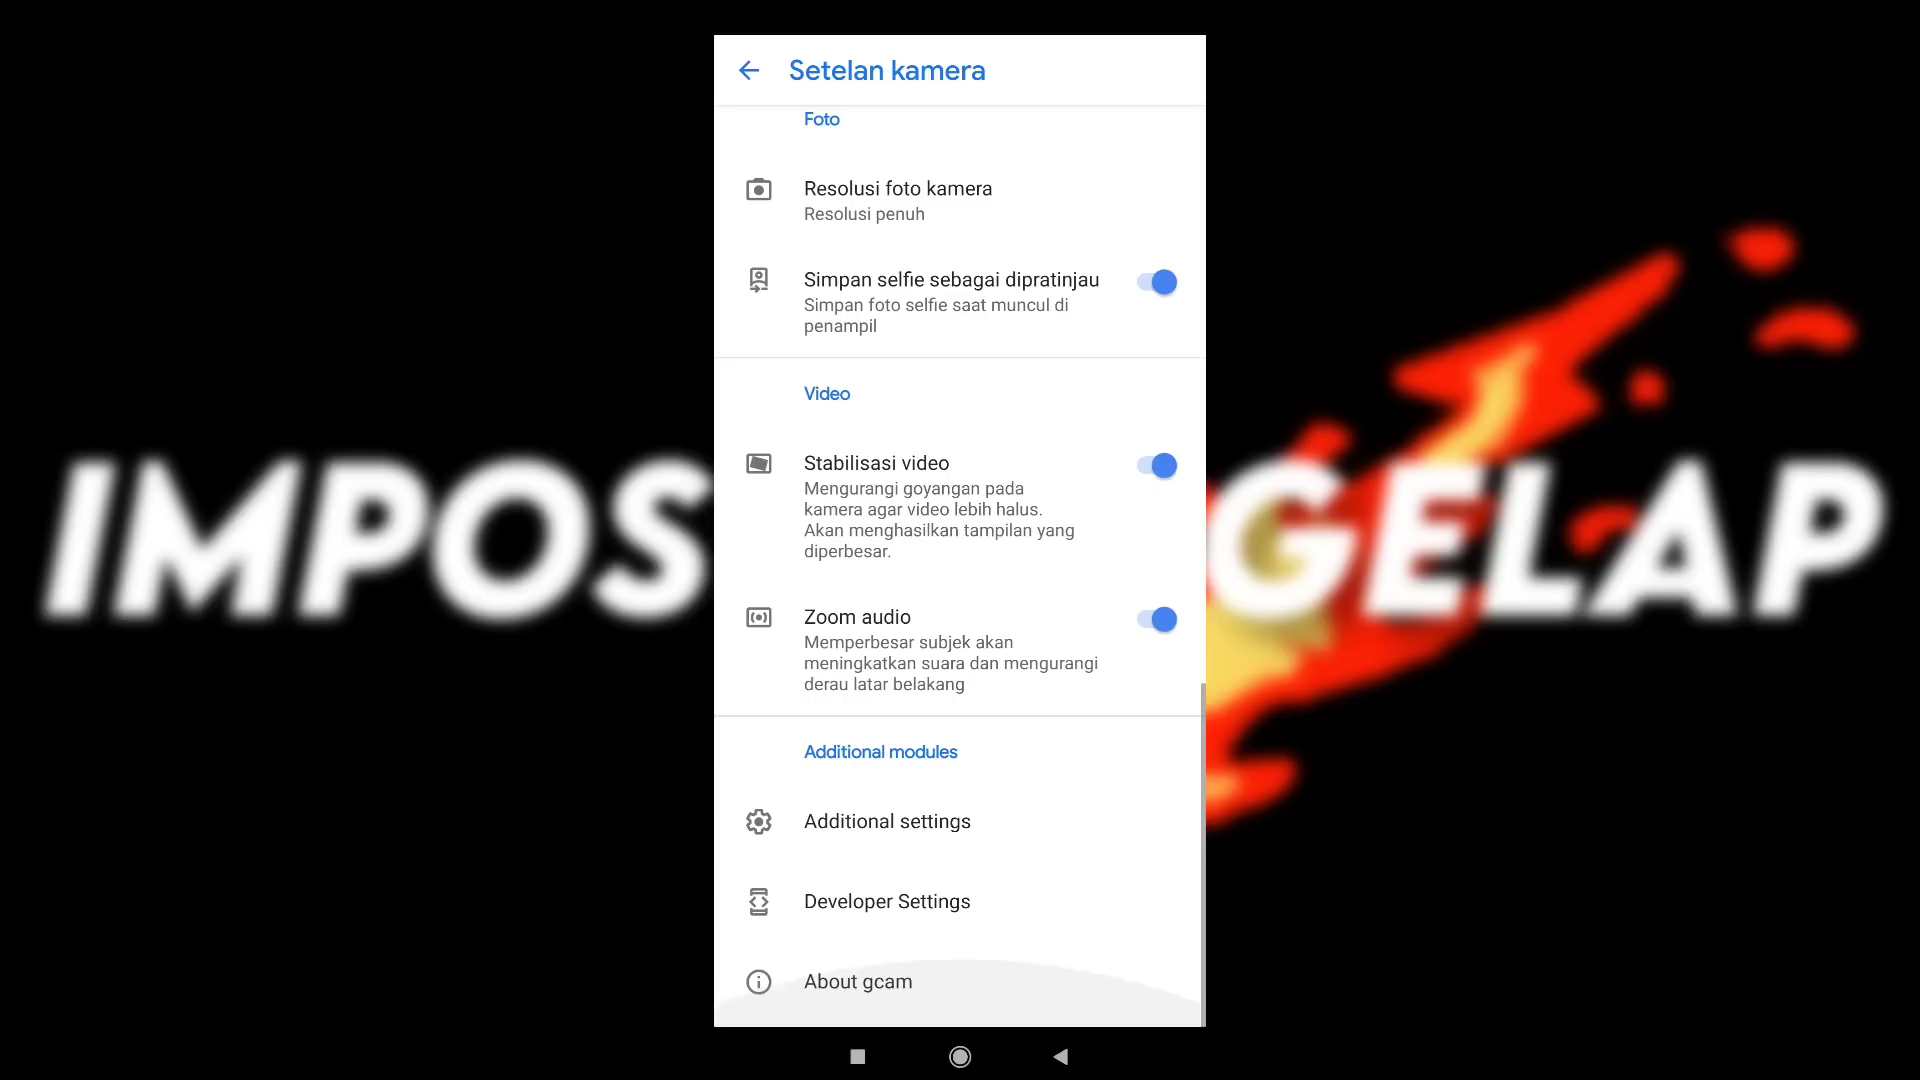 Setelan kamera
Foto
Resolusi foto kamera
Resolusi penuh
Simpan selfie sebagai dipratinjau
Simpan foto selfie saat muncul di
penampil
Video
Stabilisasi video
Mengurangi goyangan pada
kamera agar video lebih halus.
Akan menghasilkan tampilan yang
diperbesar.
IMPOS
GELAP
Zoom audio
Memperbesar subjek akan
meningkatkan suara dan mengurangi
derau latar belakang
Additional modules
Additional settings
Developer Settings
About gcam